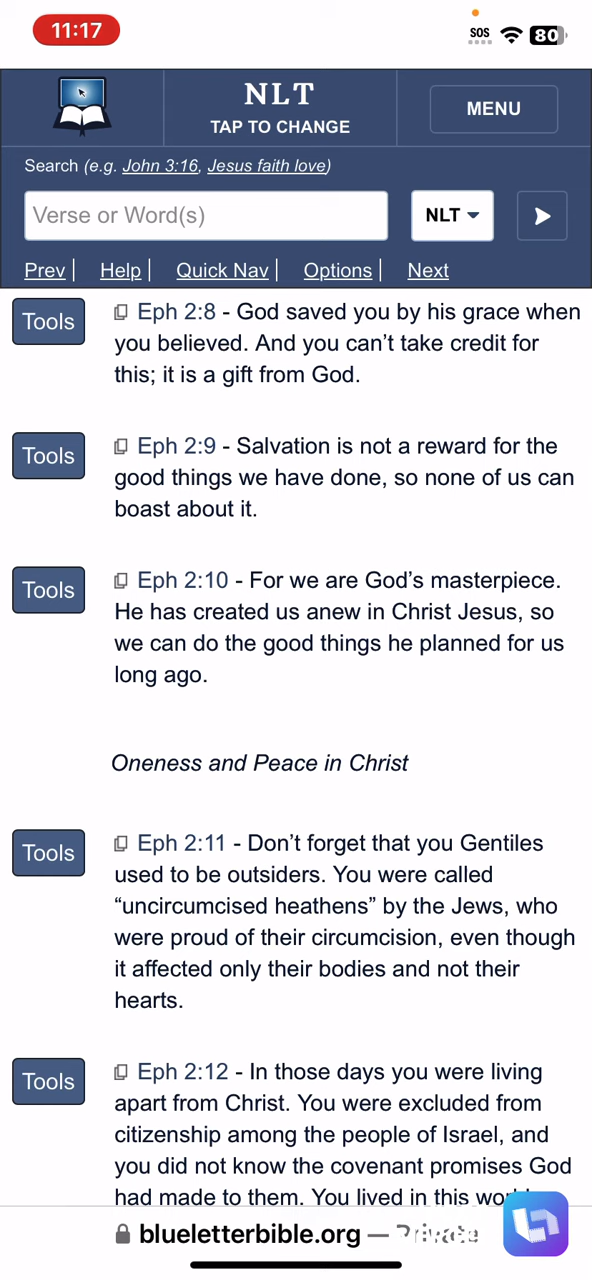 11:17
SOS
80
NLT
TAP TO CHANGE
MENU
Search (e.g. John 3:16, Jesus faith love)
Verse or Word(s)
NLT
Prev | Help | Quick Nav | Options | Next
Tools
Eph 2:8 - God saved you by his grace when
you believed. And you can’t take credit for
this; it is a gift from God.
Tools
Eph 2:9 - Salvation is not a reward for the
good things we have done, so none of us can
boast about it.
Tools
Eph 2:10 - For we are God’s masterpiece.
He has created us anew in Christ Jesus, so
we can do the good things he planned for us
long ago.
Oneness and Peace in Christ
Tools
Eph 2:11 - Don’t forget that you Gentiles
used to be outsiders. You were called
“uncircumcised heathens” by the Jews, who
were proud of their circumcision, even though
it affected only their bodies and not their
hearts.
Tools
Eph 2:12 - In those days you were living
apart from Christ. You were excluded from
citizenship among the people of Israel, and
you did not know the covenant promises God
had made to them. You lived in this
blueletterbible.org —